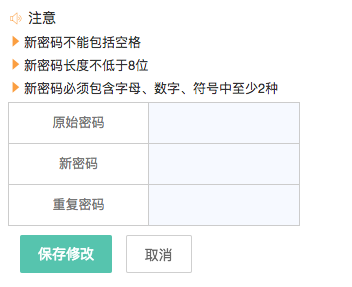 注意
新密码不能包括空格
新密码长度不低于8位
新密码必须包含字母、数字、符号中至少2种
原始密码
新密码
重复密码
保存修改 取消